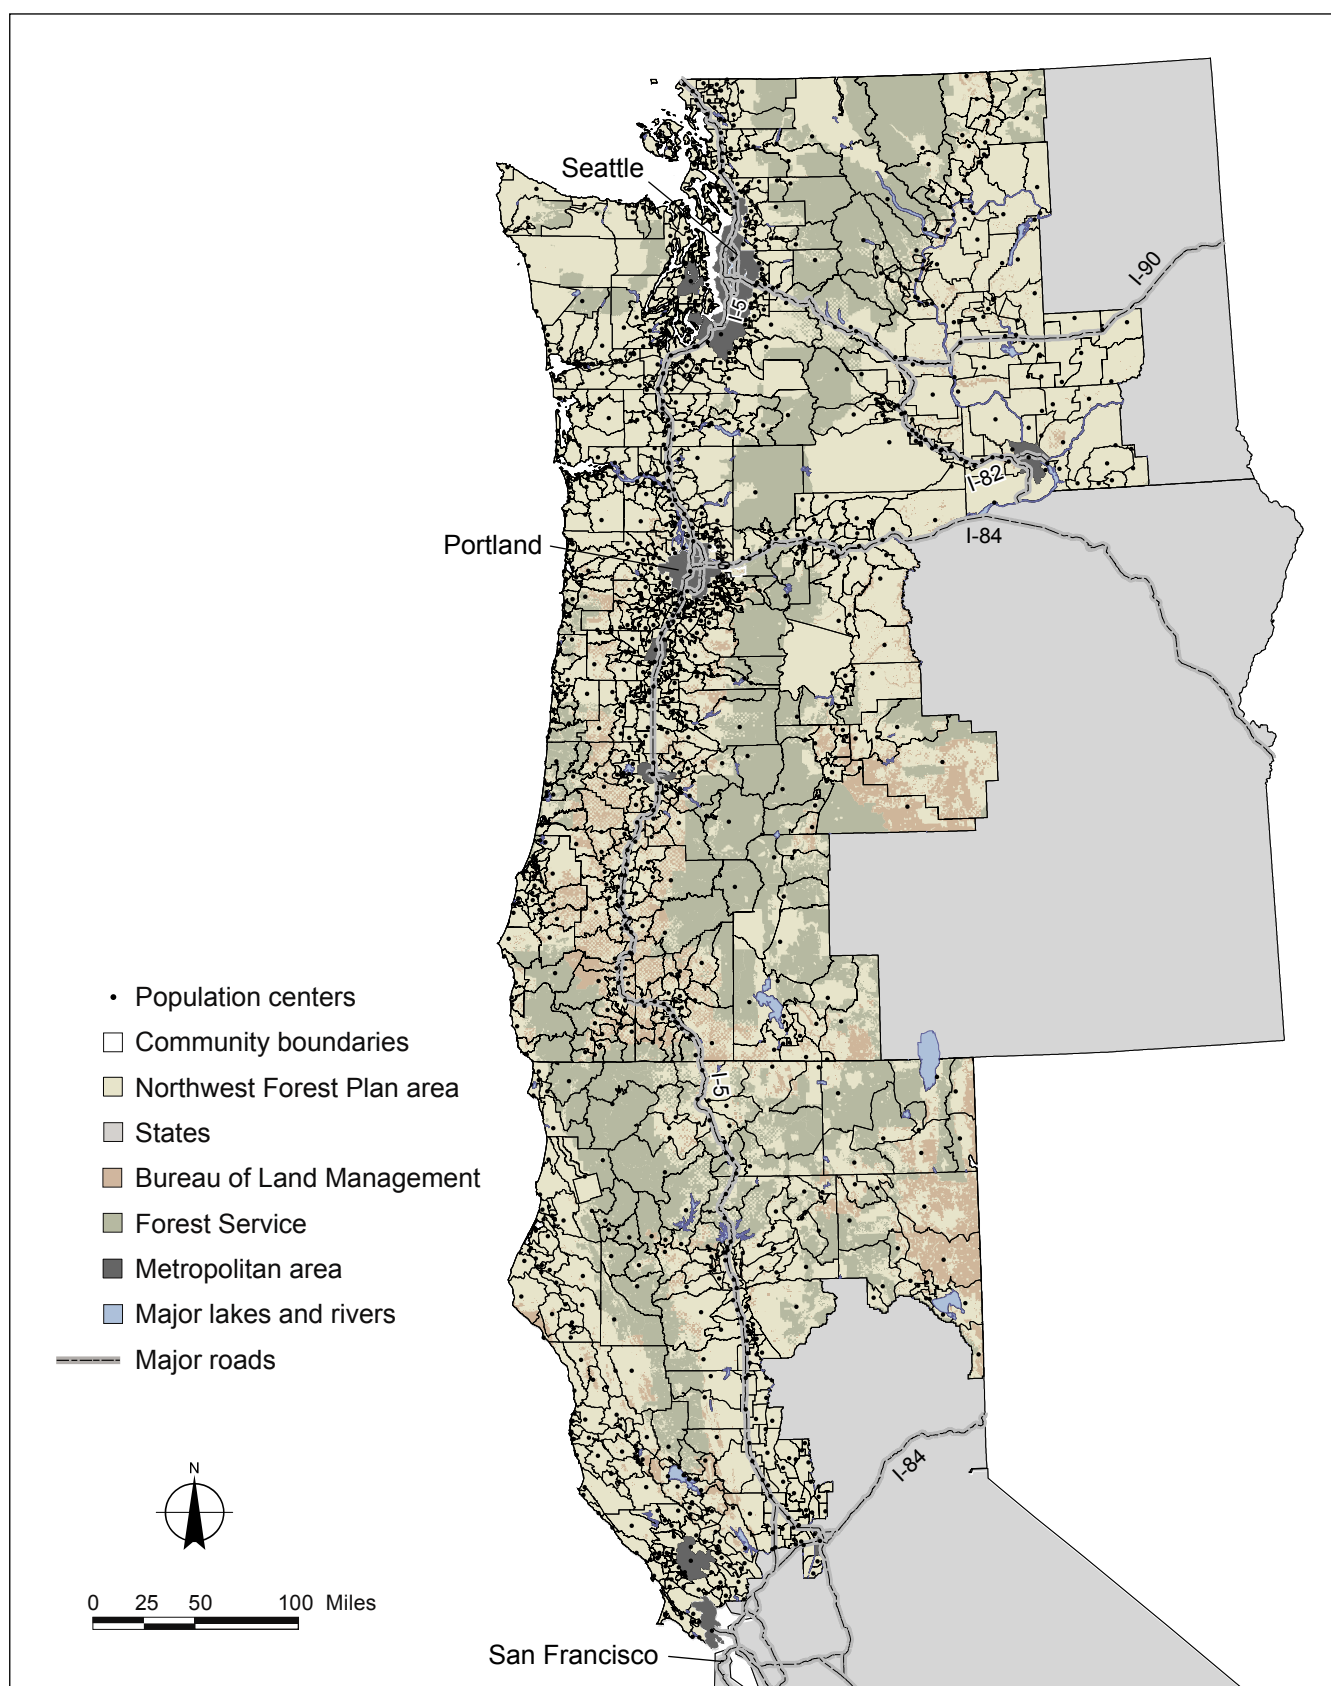 Seattle
I-90
I-5
I-82
I-84
Portland
Population centers
Community boundaries
Northwest Forest Plan area
I-5
States
Bureau of Land Management
Forest Service
Metropolitan area
Major lakes and rivers
Major roads
I-84
N
0 25 50 100 Miles
San Francisco